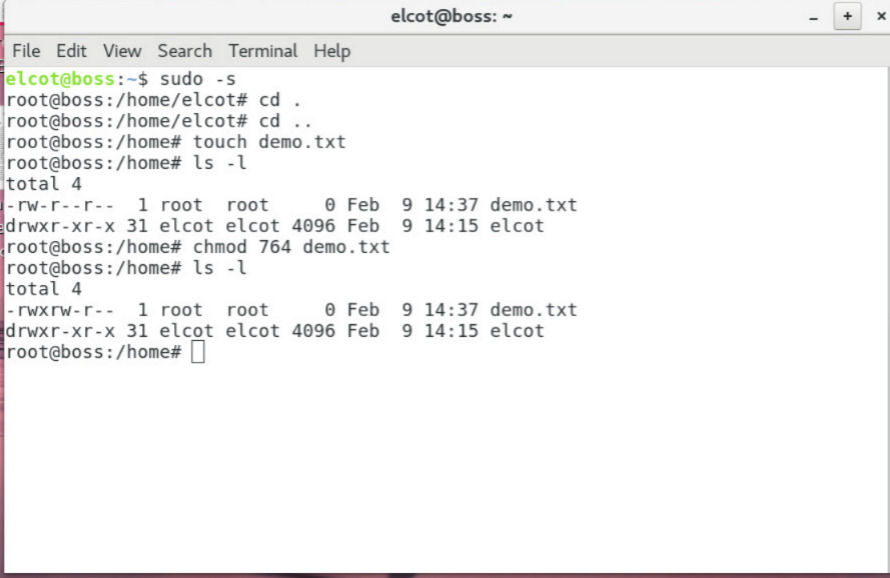 elcot@boss: ~
File Edit View Search Terminal Help
elcot@boss:~$ sudo -s
root@boss:/home/elcot# cd .
root@boss:/home/elcot# cd ..
root@boss:/home# touch demo.txt
root@boss:/home# ls -l
total 4
-rw-r--r--  1 root  root     0 Feb  9 14:37 demo.txt
drwxr-xr-x 31 elcot elcot 4096 Feb  9 14:15 elcot
root@boss:/home# chmod 764 demo.txt
root@boss:/home# ls -l
total 4
-rwxrw-r--  1 root  root     0 Feb  9 14:37 demo.txt
drwxr-xr-x 31 elcot elcot 4096 Feb  9 14:15 elcot
root@boss:/home#